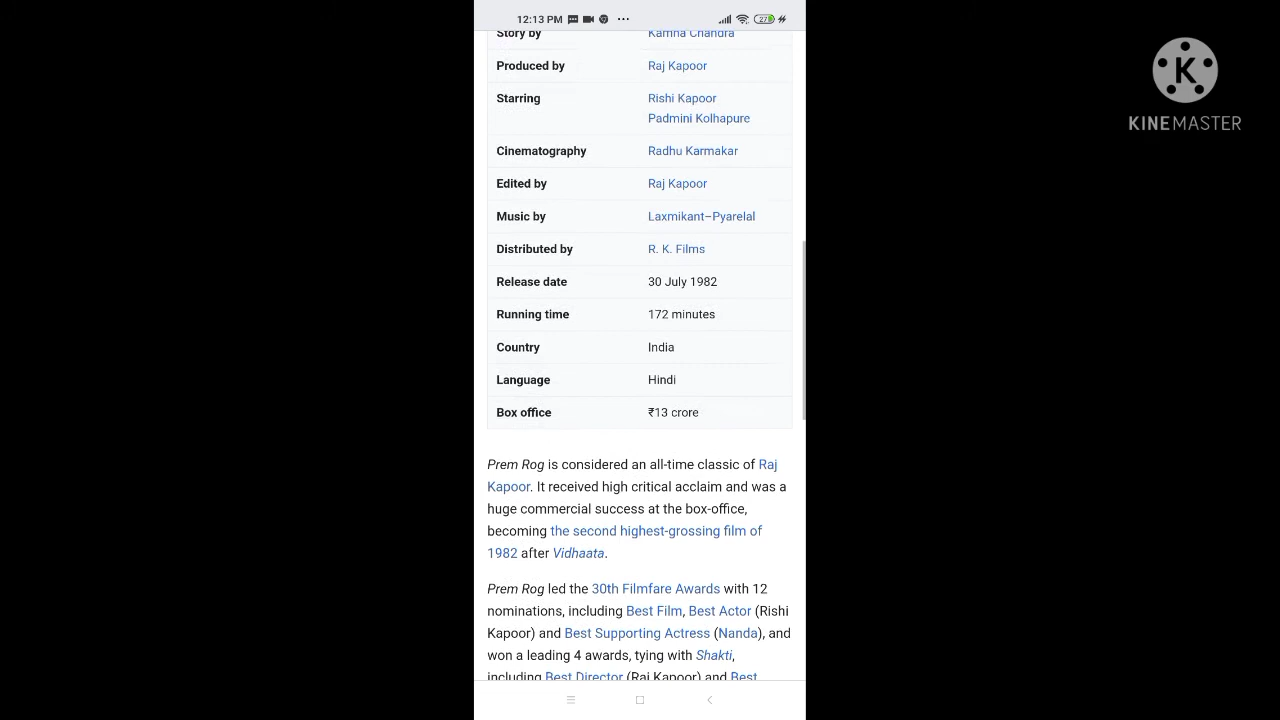 12:13 PM
27
Story by Kamna Chandra
Produced by Raj Kapoor
Starring Rishi Kapoor
Padmini Kolhapure
Cinematography Radhu Karmakar
Edited by Raj Kapoor
Music by Laxmikant–Pyarelal
Distributed by R. K. Films
Release date 30 July 1982
Running time 172 minutes
Country India
Language Hindi
Box office ₹13 crore
Prem Rog is considered an all-time classic of Raj
Kapoor. It received high critical acclaim and was a
huge commercial success at the box-office,
becoming the second highest-grossing film of
1982 after Vidhaata.
Prem Rog led the 30th Filmfare Awards with 12
nominations, including Best Film, Best Actor (Rishi
Kapoor) and Best Supporting Actress (Nanda), and
won a leading 4 awards, tying with Shakti,
including Best Director (Raj Kapoor) and Best
K
KINEMASTER